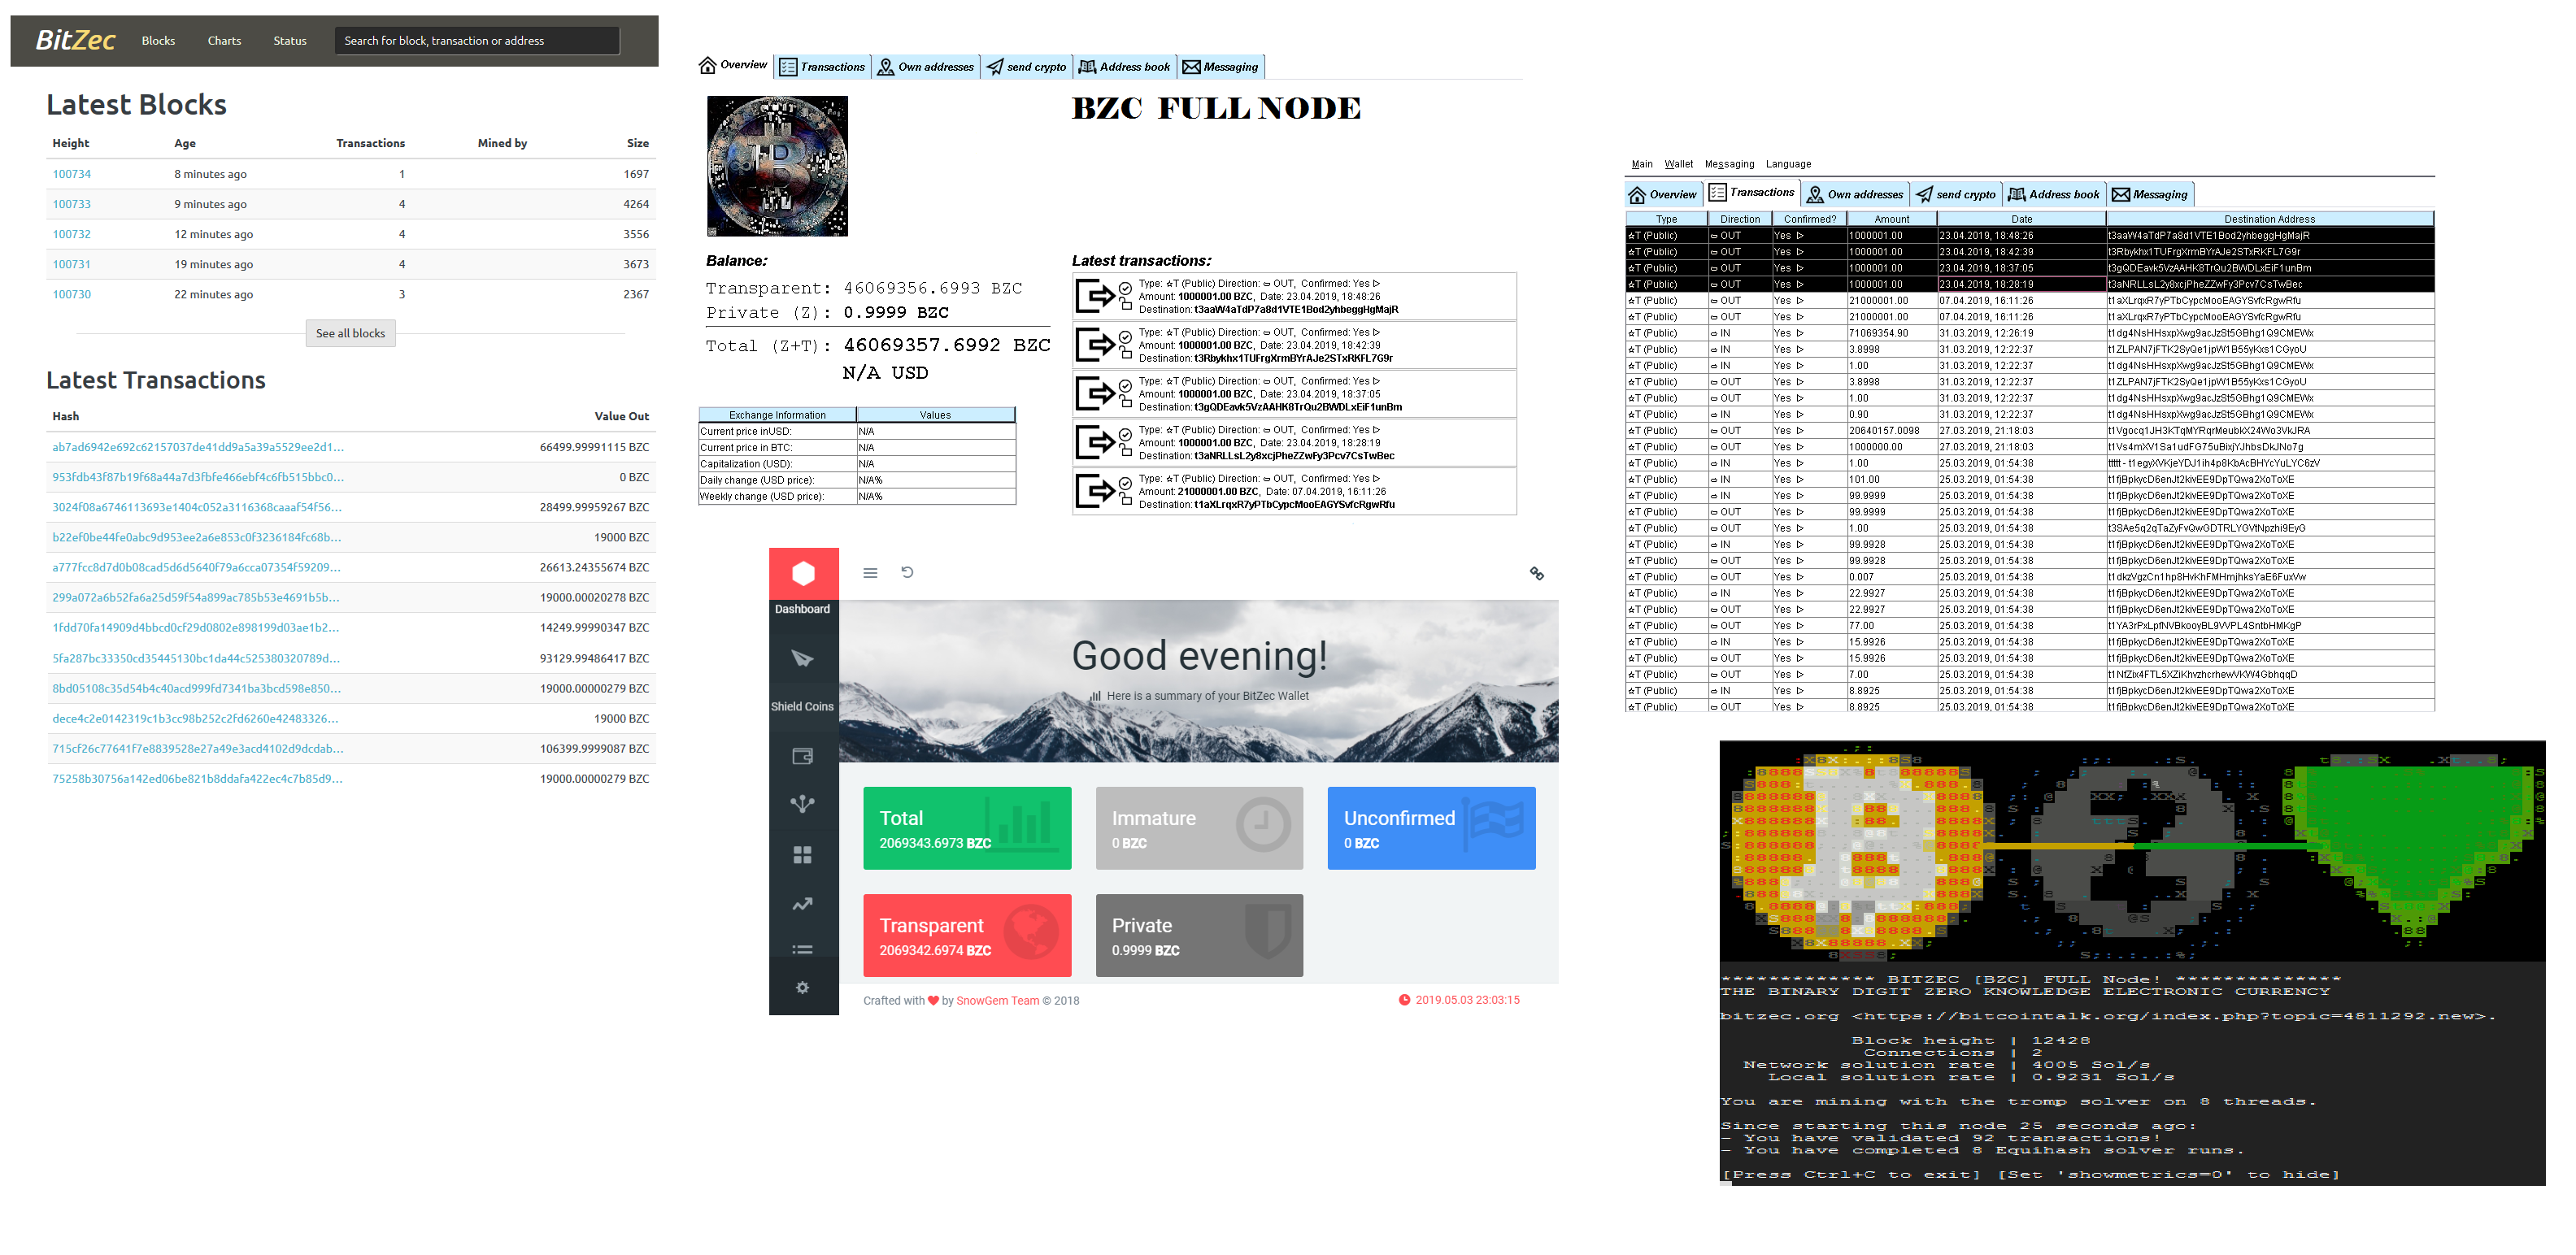 BitZec Blocks Charts Status Search for block, transaction or address
Latest Blocks
Height Age Transactions Mined by Size
100734 8 minutes ago 1 1697
100733 9 minutes ago 4 4264
100732 12 minutes ago 4 3556
100731 19 minutes ago 4 3673
100730 22 minutes ago 3 2367
See all blocks
Latest Transactions
Hash Value Out
ab7ad6942e692c62157037de41dd9a5a39a5529ee2d1... 66499.99991115 BZC
953fdb43f87b19f68a44a7d3fbfe466ebf4c6fb515bbc0... 0 BZC
3024f08a6746113693e1404c052a3116368caaaf54f56... 28499.99959267 BZC
b22ef0be44fe0abc9d953ee2a6e853c0f3236184fc68b... 19000 BZC
a777fcc8d7d0b08cad5d6d5640f79a6cca07354f59209... 26613.24355674 BZC
299a072a6b52fa6a25d59f54a899ac785b53e4691b5b... 19000.00020278 BZC
1fdd70fa14909d4bbcd0cf29d0802e898199d03ae1b2... 14249.99990347 BZC
5fa287bc33350cd35445130bc1da44c525380320789d... 93129.99486417 BZC
8bd05108c35d54b4c40acd999fd7341ba3bcd598e850... 19000.00000279 BZC
dece4c2e0142319c1b3cc98b252c2fd6260e42483326... 19000 BZC
715cf26c77641f7e8839528e27a49e3acd4102d9dcdab... 106399.9999087 BZC
75258b30756a142ed06be821b8ddafa422ec4c7b85d9... 19000.00000279 BZC
Overview Transactions Own addresses send crypto Address book Messaging
BZC FULL NODE
Balance:
Transparent: 46069356.6993 BZC
Private (Z): 0.9999 BZC
Total (Z+T): 46069357.6992 BZC
N/A USD
Exchange Information Values
Current price inUSD: N/A
Current price in BTC: N/A
Capitalization (USD): N/A
Daily change (USD price): N/A%
Weekly change (USD price): N/A%
Latest transactions:
Type: ☆T (Public) Direction: OUT, Confirmed: Yes
Amount: 1000001.00 BZC, Date: 23.04.2019, 18:48:26
Destination: t3aaW4aTdP7a8d1VTE1Bod2yhbeggHgMajR
Type: ☆T (Public) Direction: OUT, Confirmed: Yes
Amount: 1000001.00 BZC, Date: 23.04.2019, 18:42:39
Destination: t3Rbykhx1TUFrgXrmBYrAJe2STxRKFL7G9r
Type: ☆T (Public) Direction: OUT, Confirmed: Yes
Amount: 1000001.00 BZC, Date: 23.04.2019, 18:37:05
Destination: t3gQDEavk5VzAAHK8TrQu2BWDLxEiF1unBm
Type: ☆T (Public) Direction: OUT, Confirmed: Yes
Amount: 1000001.00 BZC, Date: 23.04.2019, 18:28:19
Destination: t3aNRLLsL2y8xcjPheZZwFy3Pcv7CsTwBec
Type: ☆T (Public) Direction: OUT, Confirmed: Yes
Amount: 21000001.00 BZC, Date: 07.04.2019, 16:11:26
Destination: t1aXLrqxR7yPTbCypcMooEAGYSvfcRgwRfu
Dashboard
Shield Coins
Good evening!
Here is a summary of your BitZec Wallet
Total
2069343.6973 BZC
Immature
0 BZC
Unconfirmed
0 BZC
Transparent
2069342.6974 BZC
Private
0.9999 BZC
Crafted with ❤ by SnowGem Team © 2018
2019.05.03 23:03:15
Main Wallet Messaging Language
Overview Transactions Own addresses send crypto Address book Messaging
Type Direction Confirmed? Amount Date Destination Address
☆T (Public) OUT Yes 1000001.00 23.04.2019, 18:48:26 t3aaW4aTdP7a8d1VTE1Bod2yhbeggHgMajR
☆T (Public) OUT Yes 1000001.00 23.04.2019, 18:42:39 t3Rbykhx1TUFrgXrmBYrAJe2STxRKFL7G9r
☆T (Public) OUT Yes 1000001.00 23.04.2019, 18:37:05 t3gQDEavk5VzAAHK8TrQu2BWDLxEiF1unBm
☆T (Public) OUT Yes 1000001.00 23.04.2019, 18:28:19 t3aNRLLsL2y8xcjPheZZwFy3Pcv7CsTwBec
☆T (Public) OUT Yes 21000001.00 07.04.2019, 16:11:26 t1aXLrqxR7yPTbCypcMooEAGYSvfcRgwRfu
☆T (Public) OUT Yes 21000001.00 07.04.2019, 16:11:26 t1aXLrqxR7yPTbCypcMooEAGYSvfcRgwRfu
☆T (Public) IN Yes 71069354.90 31.03.2019, 12:26:19 t1dg4NsHHsxpXwg9acJzSt5GBhg1Q9CMEWx
☆T (Public) IN Yes 3.8998 31.03.2019, 12:22:37 t1ZLPAN7jFTK2SyQe1jpW1B55yKxs1CGyoU
☆T (Public) IN Yes 1.00 31.03.2019, 12:22:37 t1dg4NsHHsxpXwg9acJzSt5GBhg1Q9CMEWx
☆T (Public) OUT Yes 3.8998 31.03.2019, 12:22:37 t1ZLPAN7jFTK2SyQe1jpW1B55yKxs1CGyoU
☆T (Public) OUT Yes 1.00 31.03.2019, 12:22:37 t1dg4NsHHsxpXwg9acJzSt5GBhg1Q9CMEWx
☆T (Public) IN Yes 0.90 31.03.2019, 12:22:37 t1dg4NsHHsxpXwg9acJzSt5GBhg1Q9CMEWx
☆T (Public) OUT Yes 20640157.0098 27.03.2019, 21:18:03 t1Vgocq1JH3KTqMYRqrMeubkX24Wo3VkJRA
☆T (Public) OUT Yes 1000000.00 27.03.2019, 21:18:03 t1Vs4mXV1Sa1udFG75uBixjYJhbsDkJNo7g
☆T (Public) IN Yes 1.00 25.03.2019, 01:54:38 ttttt - t1egyXVKjeYDJ1ih4p8KbAcBHYcYuLYC6zV
☆T (Public) IN Yes 101.00 25.03.2019, 01:54:38 t1fjBpkycD6enJt2kivEE9DpTQwa2XoToXE
☆T (Public) IN Yes 99.9999 25.03.2019, 01:54:38 t1fjBpkycD6enJt2kivEE9DpTQwa2XoToXE
☆T (Public) OUT Yes 99.9999 25.03.2019, 01:54:38 t1fjBpkycD6enJt2kivEE9DpTQwa2XoToXE
☆T (Public) OUT Yes 1.00 25.03.2019, 01:54:38 t3SAe5q2qTaZyFvQwGDTRLYGVtNpzhi9EyG
☆T (Public) IN Yes 99.9928 25.03.2019, 01:54:38 t1fjBpkycD6enJt2kivEE9DpTQwa2XoToXE
☆T (Public) OUT Yes 99.9928 25.03.2019, 01:54:38 t1fjBpkycD6enJt2kivEE9DpTQwa2XoToXE
☆T (Public) OUT Yes 0.007 25.03.2019, 01:54:38 t1dkzVgzCn1hp8HvKhFMHmjhksYaE6FuxVw
☆T (Public) IN Yes 22.9927 25.03.2019, 01:54:38 t1fjBpkycD6enJt2kivEE9DpTQwa2XoToXE
☆T (Public) OUT Yes 22.9927 25.03.2019, 01:54:38 t1fjBpkycD6enJt2kivEE9DpTQwa2XoToXE
☆T (Public) OUT Yes 77.00 25.03.2019, 01:54:38 t1YA3rPxLpfNVBkooyBL9VVPL4SntbHMKgP
☆T (Public) IN Yes 15.9926 25.03.2019, 01:54:38 t1fjBpkycD6enJt2kivEE9DpTQwa2XoToXE
☆T (Public) OUT Yes 15.9926 25.03.2019, 01:54:38 t1fjBpkycD6enJt2kivEE9DpTQwa2XoToXE
☆T (Public) OUT Yes 7.00 25.03.2019, 01:54:38 t1NfZix4FTL5XZiKhvzhcrhewVKW4GbhqqD
☆T (Public) IN Yes 8.8925 25.03.2019, 01:54:38 t1fjBpkycD6enJt2kivEE9DpTQwa2XoToXE
☆T (Public) OUT Yes 8.8925 25.03.2019, 01:54:38 t1fjBpkycD6enJt2kivEE9DpTQwa2XoToXE
************* BITZEC [BZC] FULL Node! **************
THE BINARY DIGIT ZERO KNOWLEDGE ELECTRONIC CURRENCY
bitzec.org <https://bitcointalk.org/index.php?topic=4811292.new>.
Block height | 12428
Connections | 2
Network solution rate | 4005 Sol/s
Local solution rate | 0.9231 Sol/s
You are mining with the tromp solver on 8 threads.
Since starting this node 25 seconds ago:
- You have validated 92 transactions!
- You have completed 8 Equihash solver runs.
[Press Ctrl+C to exit] [Set 'showmetrics=0' to hide]